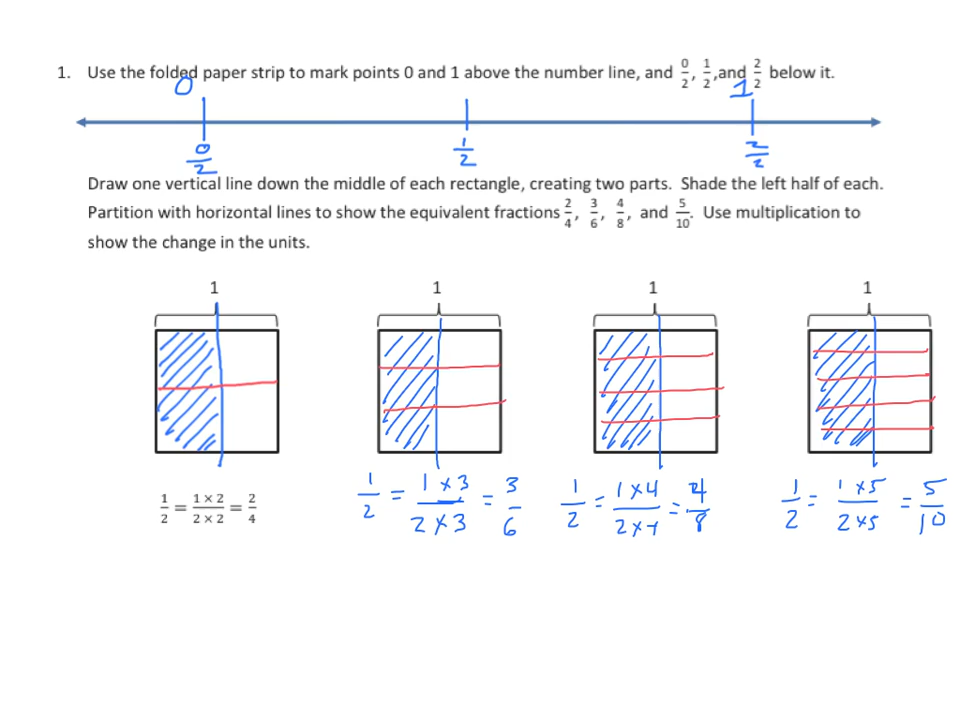 1. Use the folded paper strip to mark points 0 and 1 above the number line, and 0/2, 1/2, and 2/2 below it.
0 1
0/2 1/2 2/2
Draw one vertical line down the middle of each rectangle, creating two parts. Shade the left half of each.
Partition with horizontal lines to show the equivalent fractions 2/4, 3/6, 4/8, and 5/10. Use multiplication to
show the change in the units.
1 1 1 1
1/2 = 1 × 2/2 × 2 = 2/4 1/2 = 1 × 3/2 × 3 = 3/6 1/2 = 1 × 4/2 × 4 = 4/8 1/2 = 1 × 5/2 × 5 = 5/10